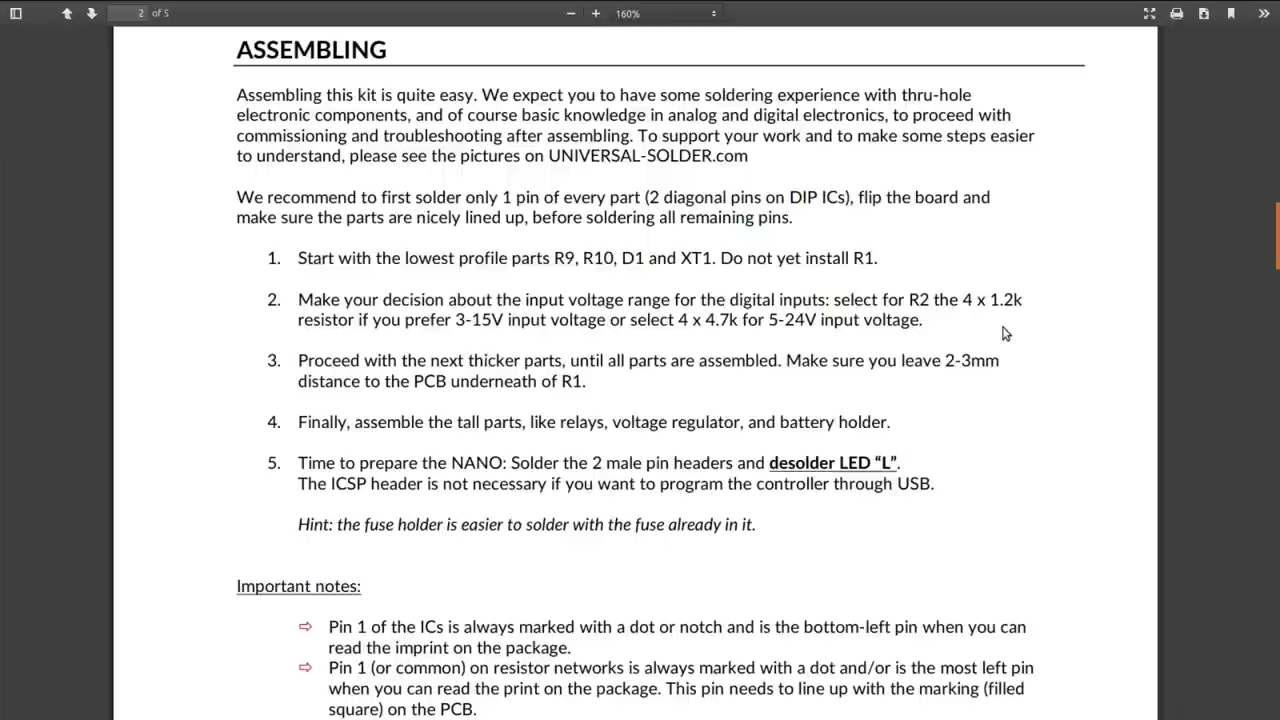 2 of 5
160%
ASSEMBLING
Assembling this kit is quite easy. We expect you to have some soldering experience with thru-hole
electronic components, and of course basic knowledge in analog and digital electronics, to proceed with
commissioning and troubleshooting after assembling. To support your work and to make some steps easier
to understand, please see the pictures on UNIVERSAL-SOLDER.com
We recommend to first solder only 1 pin of every part (2 diagonal pins on DIP ICs), flip the board and
make sure the parts are nicely lined up, before soldering all remaining pins.
1. Start with the lowest profile parts R9, R10, D1 and XT1. Do not yet install R1.
2. Make your decision about the input voltage range for the digital inputs: select for R2 the 4 x 1.2k
resistor if you prefer 3-15V input voltage or select 4 x 4.7k for 5-24V input voltage.
3. Proceed with the next thicker parts, until all parts are assembled. Make sure you leave 2-3mm
distance to the PCB underneath of R1.
4. Finally, assemble the tall parts, like relays, voltage regulator, and battery holder.
5. Time to prepare the NANO: Solder the 2 male pin headers and desolder LED “L”.
The ICSP header is not necessary if you want to program the controller through USB.
Hint: the fuse holder is easier to solder with the fuse already in it.
Important notes:
⇨ Pin 1 of the ICs is always marked with a dot or notch and is the bottom-left pin when you can
read the imprint on the package.
⇨ Pin 1 (or common) on resistor networks is always marked with a dot and/or is the most left pin
when you can read the print on the package. This pin needs to line up with the marking (filled
square) on the PCB.